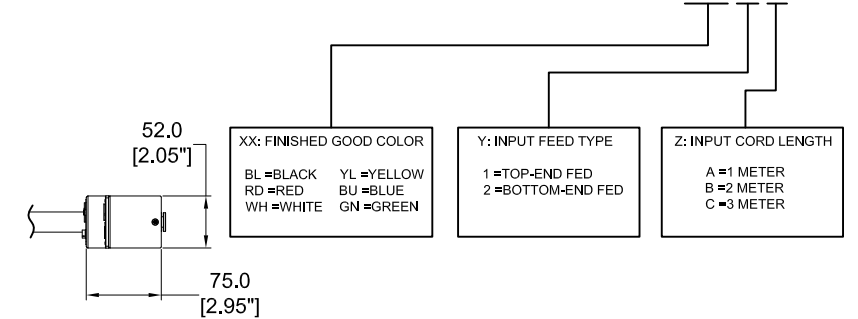 52.0
[2.05"]
75.0
[2.95"]
XX: FINISHED GOOD COLOR
BL =BLACK YL =YELLOW
RD =RED BU =BLUE
WH =WHITE GN =GREEN
Y: INPUT FEED TYPE
1 =TOP-END FED
2 =BOTTOM-END FED
Z: INPUT CORD LENGTH
A =1 METER
B =2 METER
C =3 METER